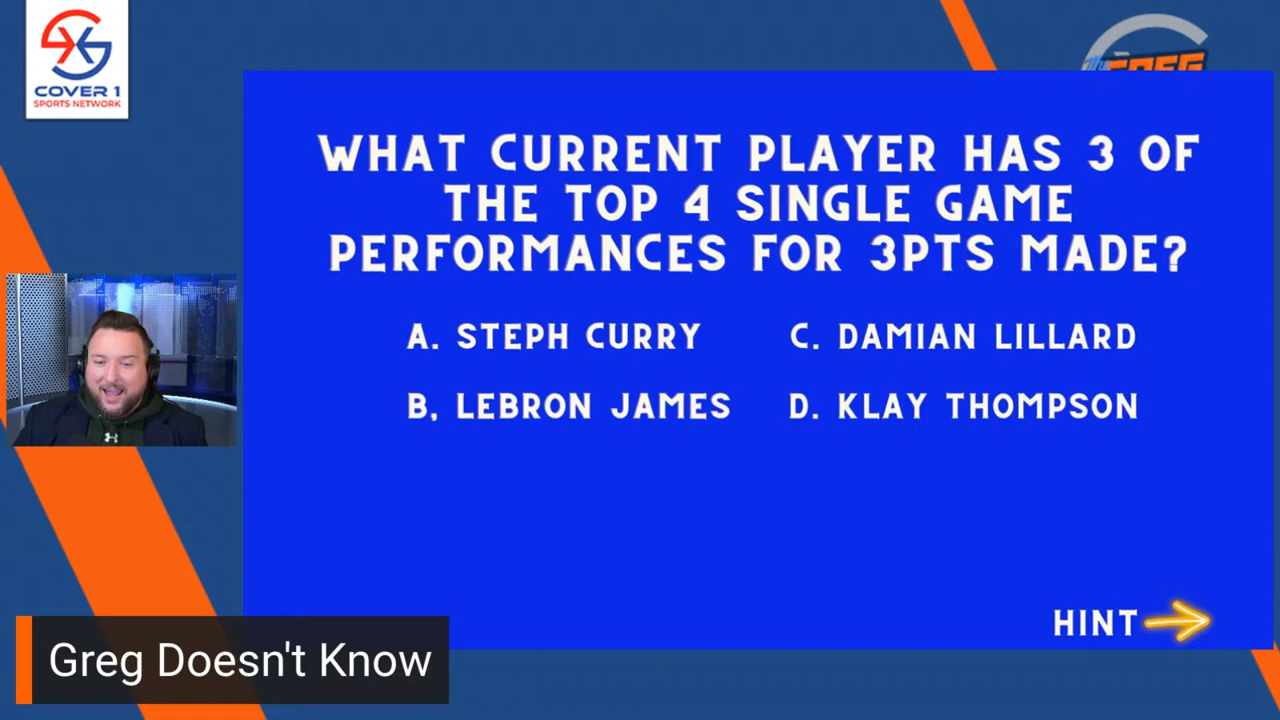 COVER 1
SPORTS NETWORK
WHAT CURRENT PLAYER HAS 3 OF
THE TOP 4 SINGLE GAME
PERFORMANCES FOR 3PTS MADE?
A. STEPH CURRY
C. DAMIAN LILLARD
B, LEBRON JAMES
D. KLAY THOMPSON
HINT
Greg Doesn't Know